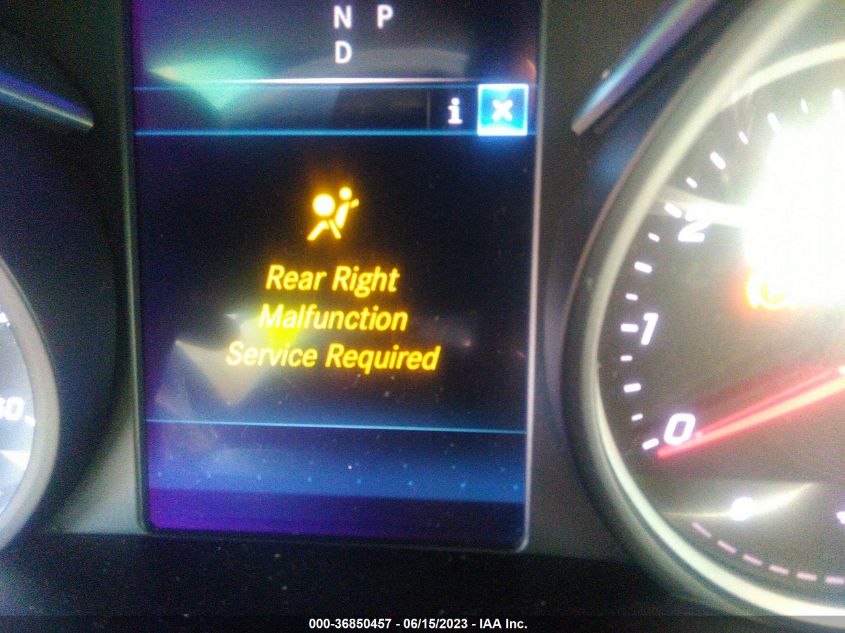 N P
D
i ×
Rear Right
Malfunction
Service Required
2
1
0
000-36850457 - 06/15/2023 - IAA Inc.